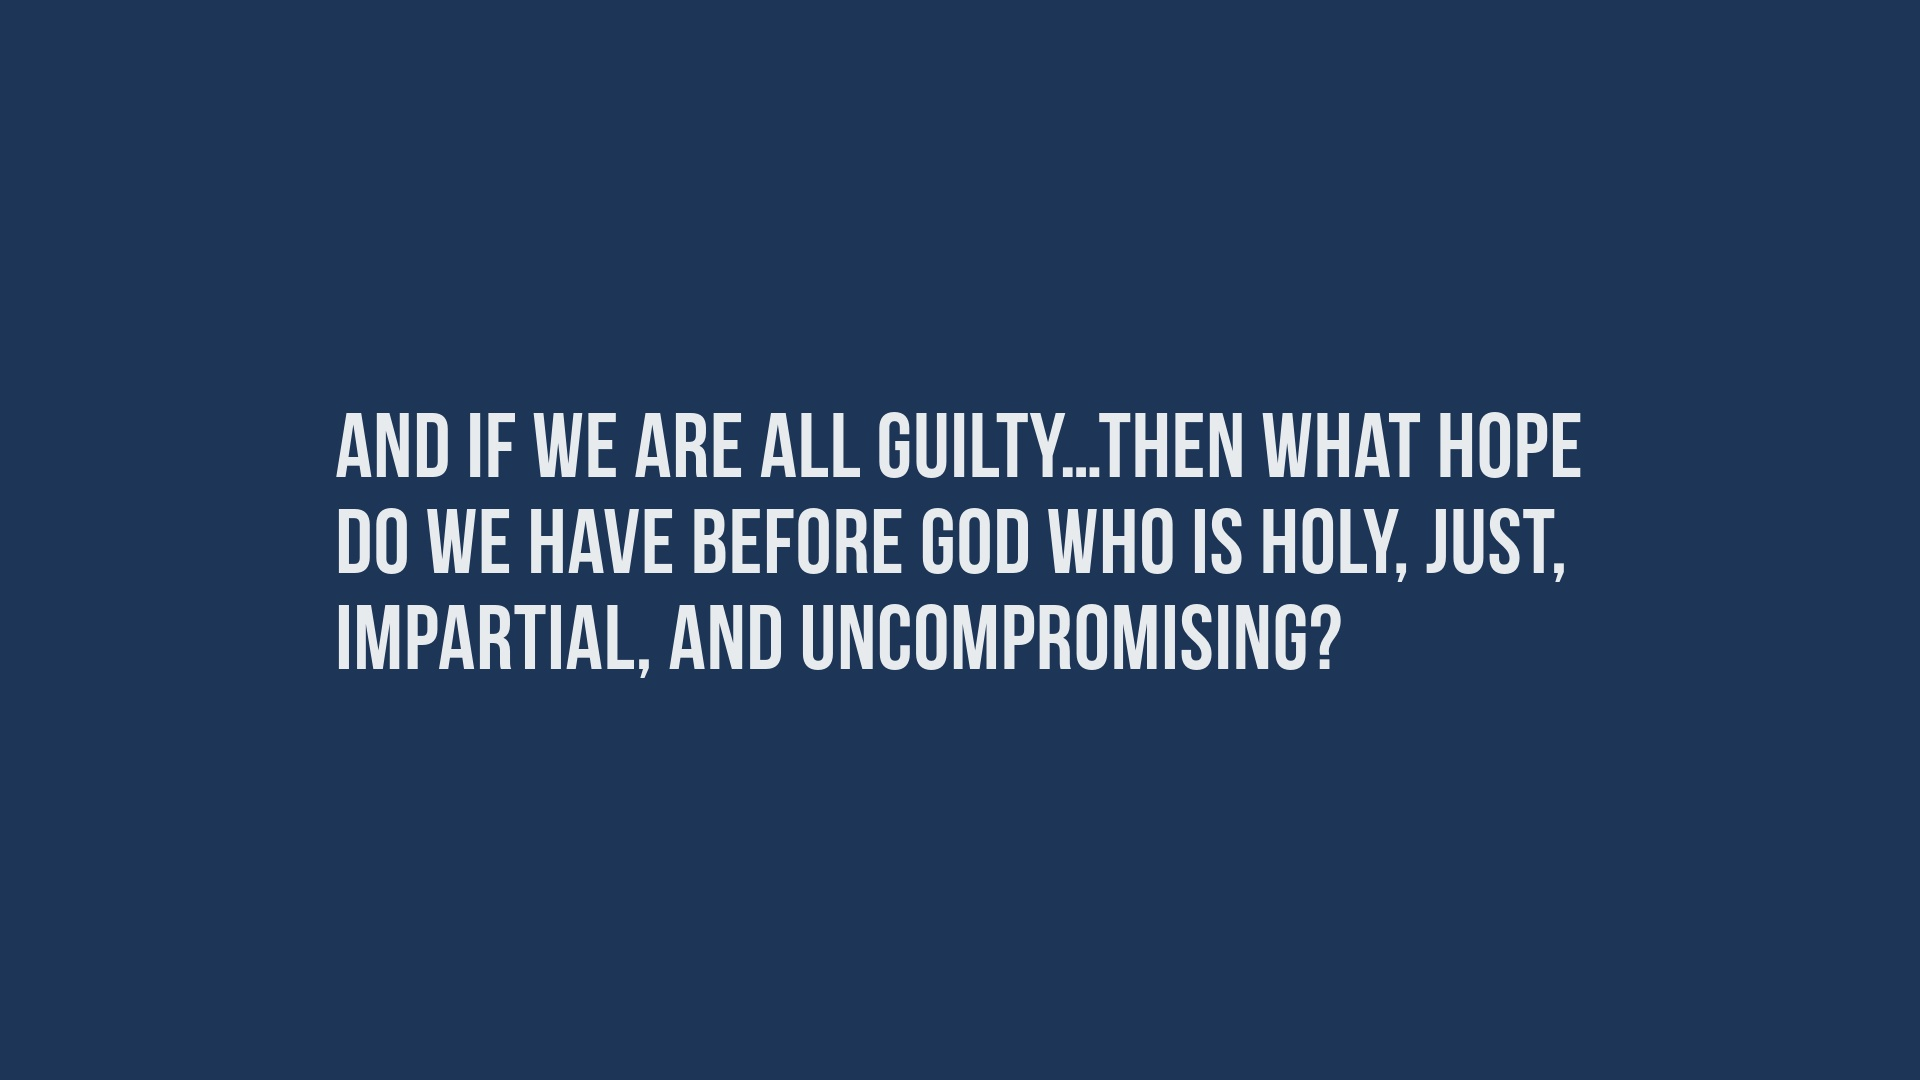 AND IF WE ARE ALL GUILTY...THEN WHAT HOPE
DO WE HAVE BEFORE GOD WHO IS HOLY, JUST,
IMPARTIAL, AND UNCOMPROMISING?